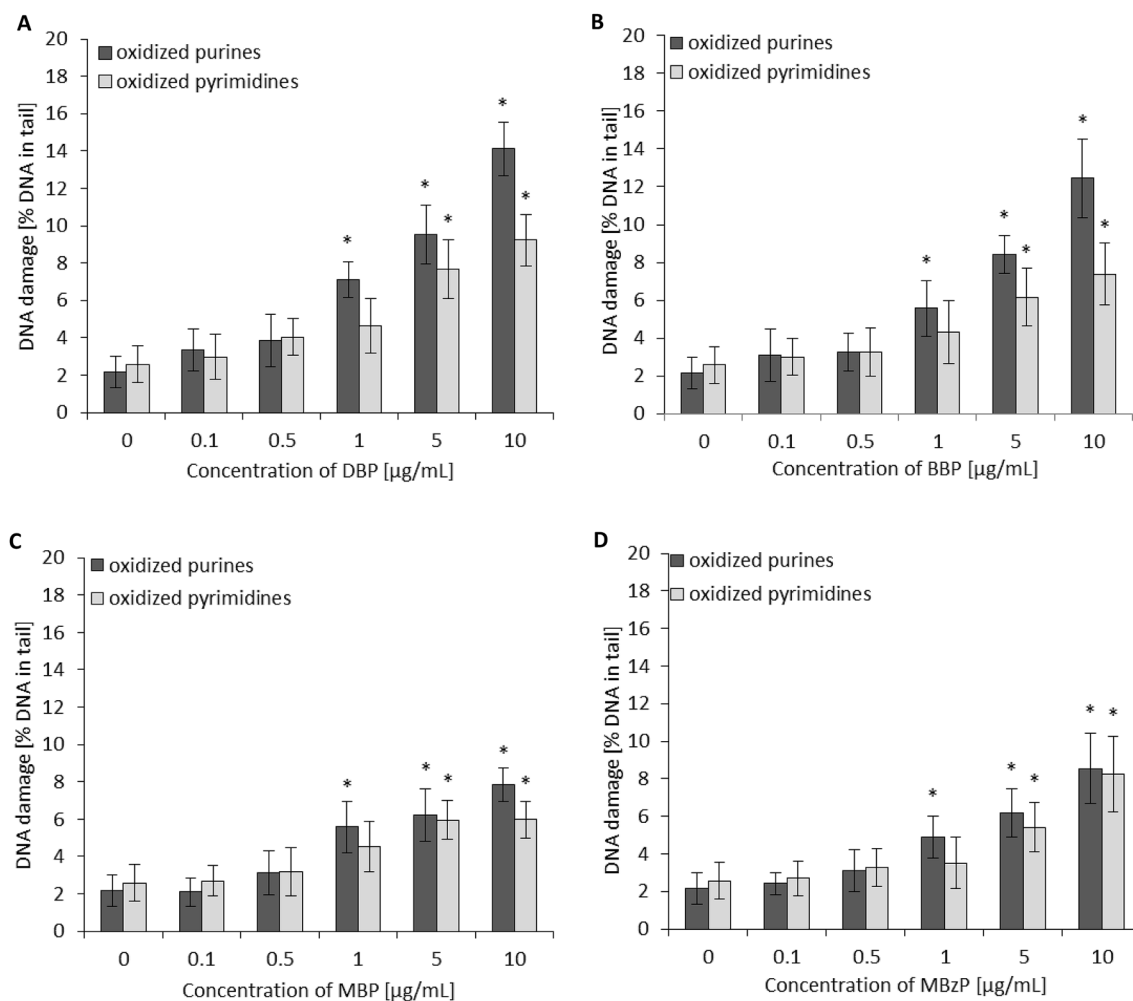 A
oxidized purines
oxidized pyrimidines
DNA damage [% DNA in tail]
20
18
16
14
12
10
8
6
4
2
0
* * * * *
0 0.1 0.5 1 5 10
Concentration of DBP [µg/mL]
B
oxidized purines
oxidized pyrimidines
DNA damage [% DNA in tail]
20
18
16
14
12
10
8
6
4
2
0
* * * * *
0 0.1 0.5 1 5 10
Concentration of BBP [µg/mL]
C
oxidized purines
oxidized pyrimidines
DNA damage [% DNA in tail]
20
18
16
14
12
10
8
6
4
2
0
* * * * *
0 0.1 0.5 1 5 10
Concentration of MBP [µg/mL]
D
oxidized purines
oxidized pyrimidines
DNA damage [% DNA in tail]
20
18
16
14
12
10
8
6
4
2
0
* * * * *
0 0.1 0.5 1 5 10
Concentration of MBzP [µg/mL]